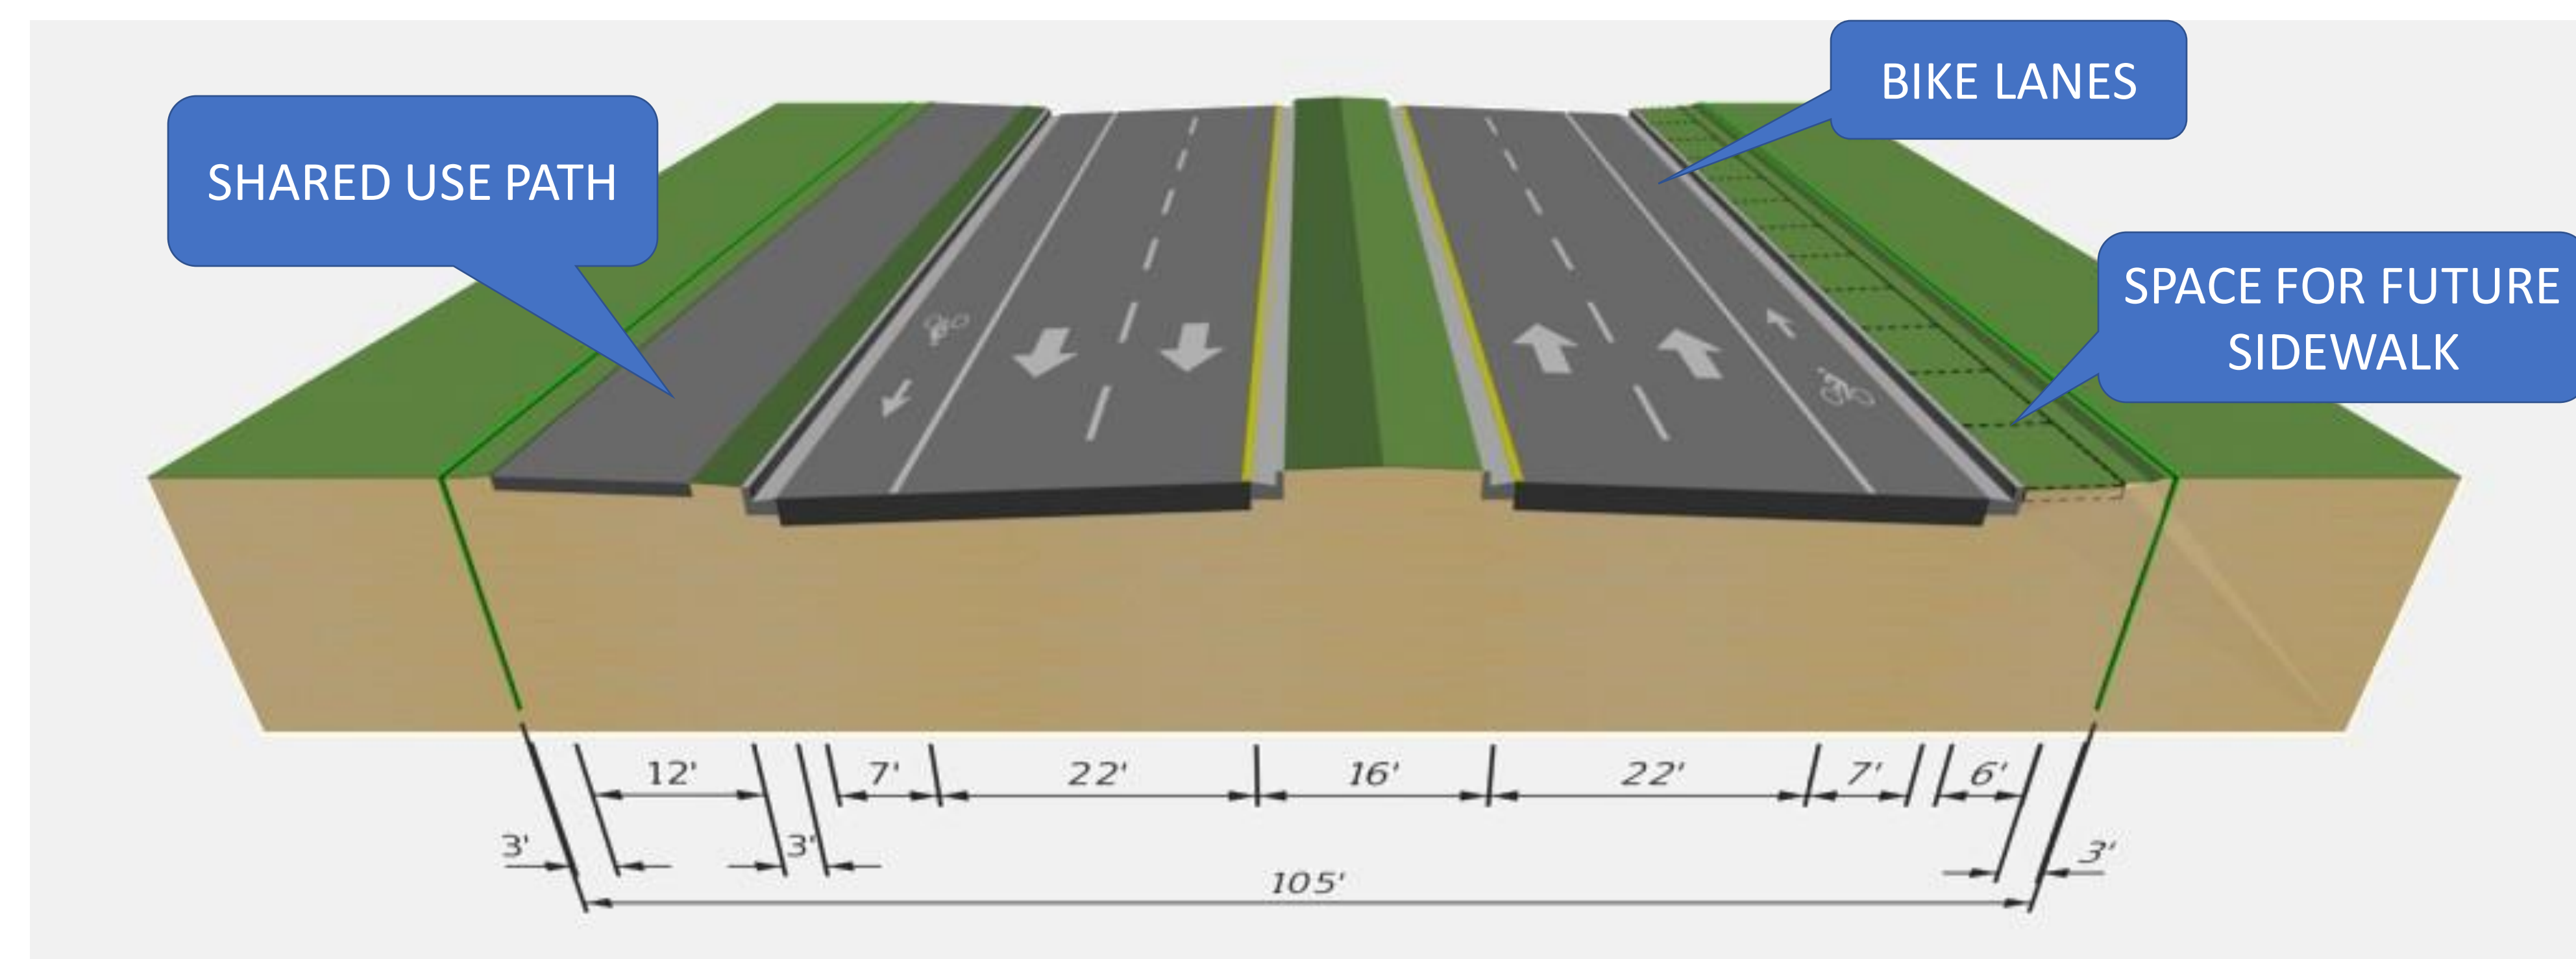 BIKE LANES
SHARED USE PATH
SPACE FOR FUTURE
SIDEWALK
12' 7' 22' 16' 22' 7' 6'
3' 3' 3'
105'